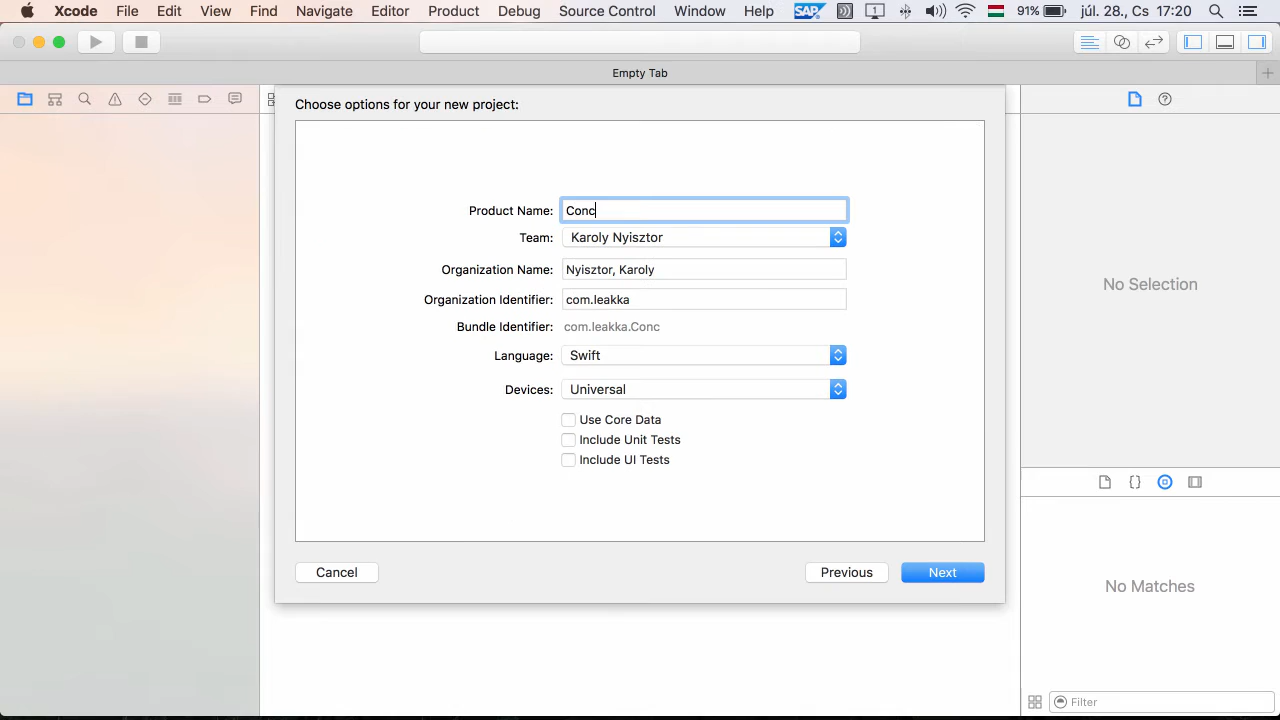 Xcode File Edit View Find Navigate Editor Product Debug Source Control Window Help SAP 1 91% júl. 28., Cs 17:20
Empty Tab
Choose options for your new project:
Product Name: Conc
Team: Karoly Nyisztor
Organization Name: Nyisztor, Karoly
Organization Identifier: com.leakka
Bundle Identifier: com.leakka.Conc
Language: Swift
Devices: Universal
Use Core Data
Include Unit Tests
Include UI Tests
Cancel Previous Next
No Selection
No Matches
Filter